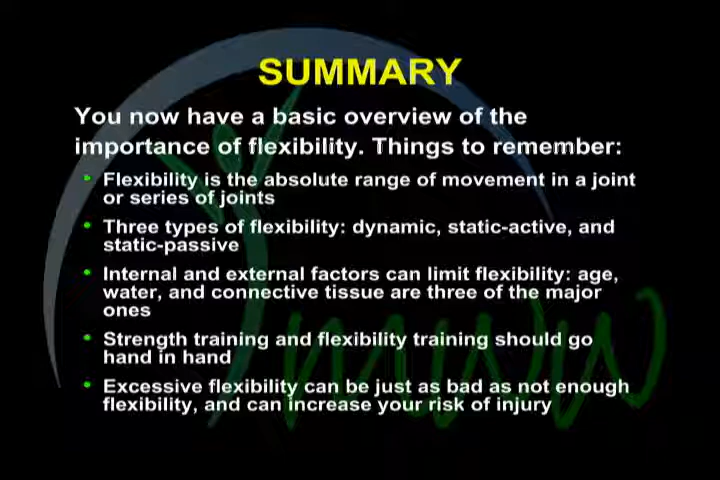 SUMMARY
You now have a basic overview of the
importance of flexibility. Things to remember:
• Flexibility is the absolute range of movement in a joint
or series of joints
• Three types of flexibility: dynamic, static-active, and
static-passive
• Internal and external factors can limit flexibility: age,
water, and connective tissue are three of the major
ones
• Strength training and flexibility training should go
hand in hand
• Excessive flexibility can be just as bad as not enough
flexibility, and can increase your risk of injury